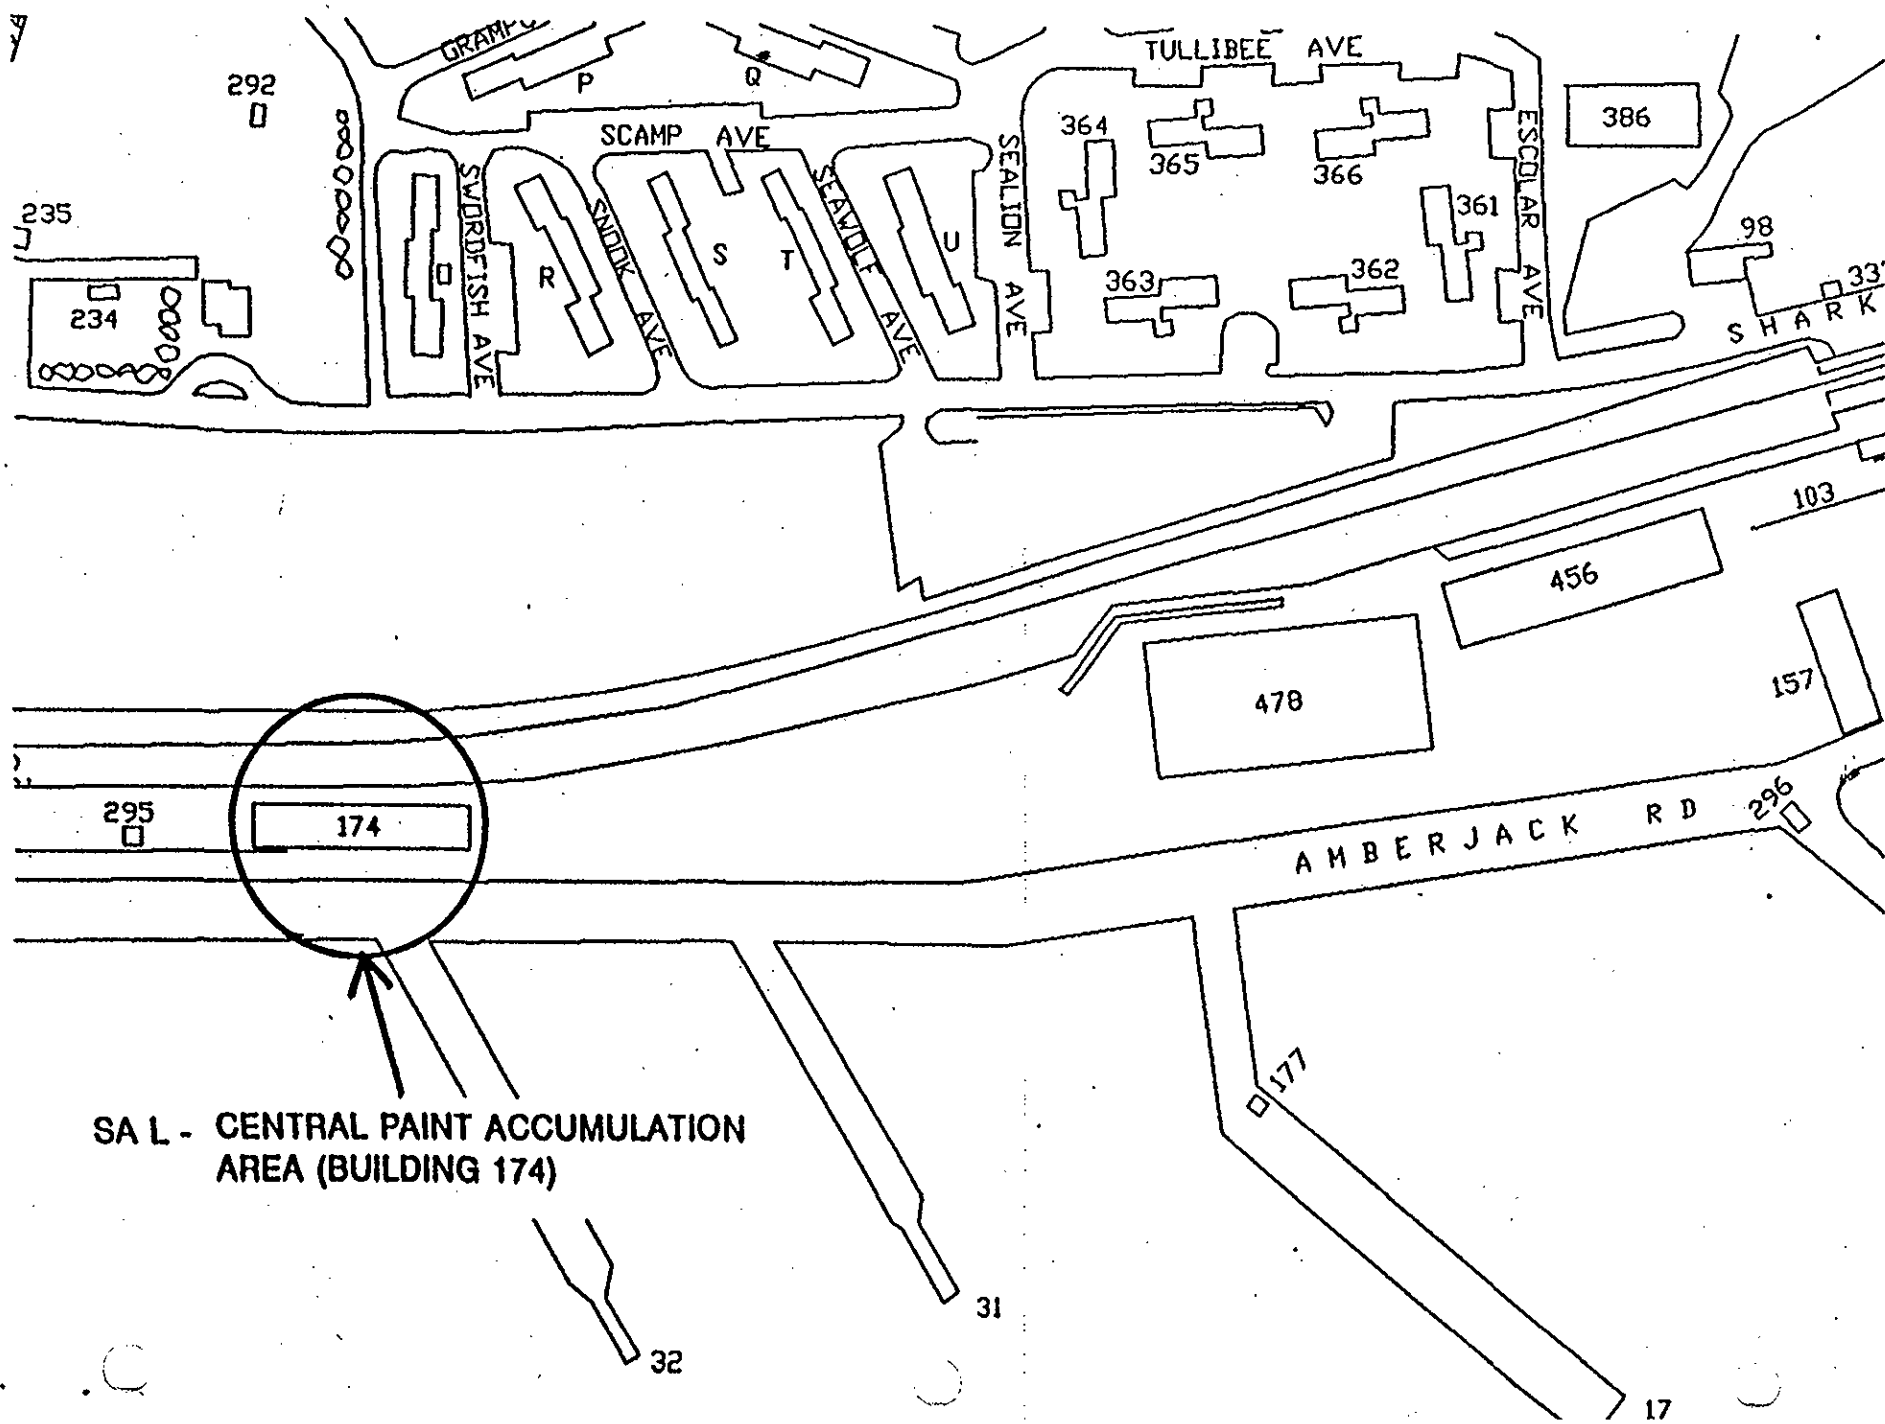 GRAMPU
TULLIBEE AVE
292
P
Q
386
SCAMP AVE
364
365
366
ESCOLAR AVE
SEALION AVE
SWORDFISH AVE
SNOOK AVE
SEAWOLF AVE
235
361
98
R
S
T
U
363
362
234
SHARK
103
456
157
478
295
174
296
AMBERJACK RD
177
SA L - CENTRAL PAINT ACCUMULATION
AREA (BUILDING 174)
31
32
17